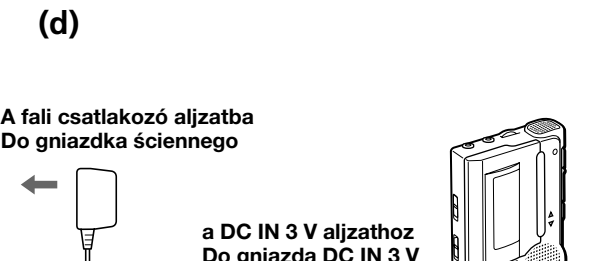 (d)
A fali csatlakozó aljzatba
Do gniazdka ściennego
a DC IN 3 V aljzathoz
Do gniazda DC IN 3 V